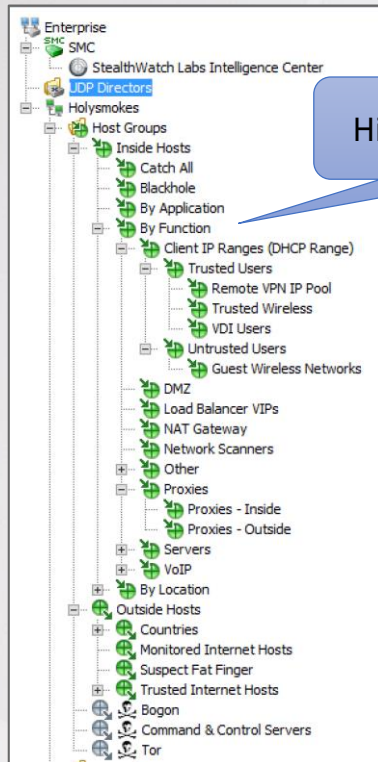 Enterprise
SMC
SMC
StealthWatch Labs Intelligence Center
UDP Directors
Holysmokes
Host Groups
Inside Hosts
Catch All
Blackhole
By Application
By Function
Client IP Ranges (DHCP Range)
Trusted Users
Remote VPN IP Pool
Trusted Wireless
VDI Users
Untrusted Users
Guest Wireless Networks
DMZ
Load Balancer VIPs
NAT Gateway
Network Scanners
Other
Proxies
Proxies - Inside
Proxies - Outside
Servers
VoIP
By Location
Outside Hosts
Countries
Monitored Internet Hosts
Suspect Fat Finger
Trusted Internet Hosts
Bogon
Command & Control Servers
Tor